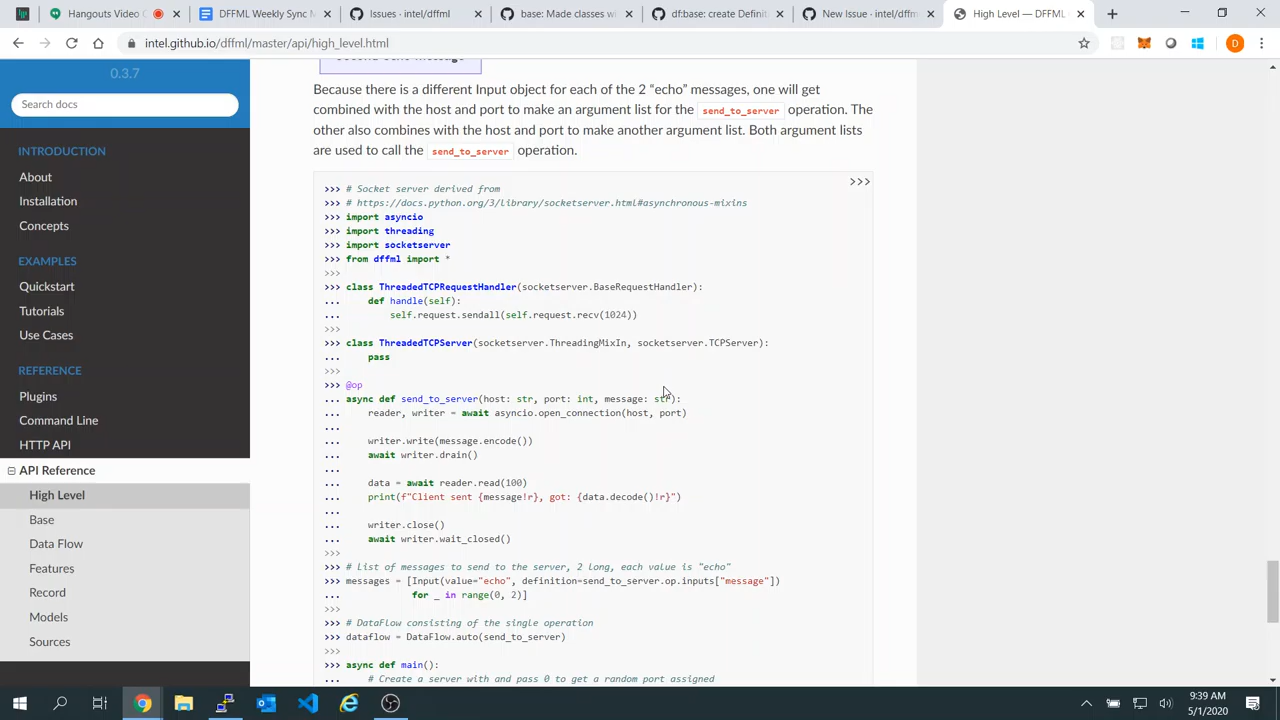 Hangouts Video C
DFFML Weekly Sync M
Issues · intel/dffml
base: Made classes wi
df:base: create Definit
New Issue · intel/dffml
High Level — DFFML
intel.github.io/dffml/master/api/high_level.html
D
0.3.7
Search docs
INTRODUCTION
About
Installation
Concepts
EXAMPLES
Quickstart
Tutorials
Use Cases
REFERENCE
Plugins
Command Line
HTTP API
API Reference
High Level
Base
Data Flow
Features
Record
Models
Sources
Because there is a different Input object for each of the 2 “echo” messages, one will get
combined with the host and port to make an argument list for the send_to_server operation. The
other also combines with the host and port to make another argument list. Both argument lists
are used to call the send_to_server operation.
>>>
>>> # Socket server derived from
>>> # https://docs.python.org/3/library/socketserver.html#asynchronous-mixins
>>> import asyncio
>>> import threading
>>> import socketserver
>>> from dffml import *
>>>
>>> class ThreadedTCPRequestHandler(socketserver.BaseRequestHandler):
...     def handle(self):
...         self.request.sendall(self.request.recv(1024))
>>>
>>> class ThreadedTCPServer(socketserver.ThreadingMixIn, socketserver.TCPServer):
...     pass
>>>
>>> @op
... async def send_to_server(host: str, port: int, message: str):
...     reader, writer = await asyncio.open_connection(host, port)
...
...     writer.write(message.encode())
...     await writer.drain()
...
...     data = await reader.read(100)
...     print(f"Client sent {message!r}, got: {data.decode()!r}")
...
...     writer.close()
...     await writer.wait_closed()
>>>
>>> # List of messages to send to the server, 2 long, each value is "echo"
>>> messages = [Input(value="echo", definition=send_to_server.op.inputs["message"])
...             for _ in range(0, 2)]
>>>
>>> # DataFlow consisting of the single operation
>>> dataflow = DataFlow.auto(send_to_server)
>>>
>>> async def main():
...     # Create a server with and pass 0 to get a random port assigned
9:39 AM
5/1/2020